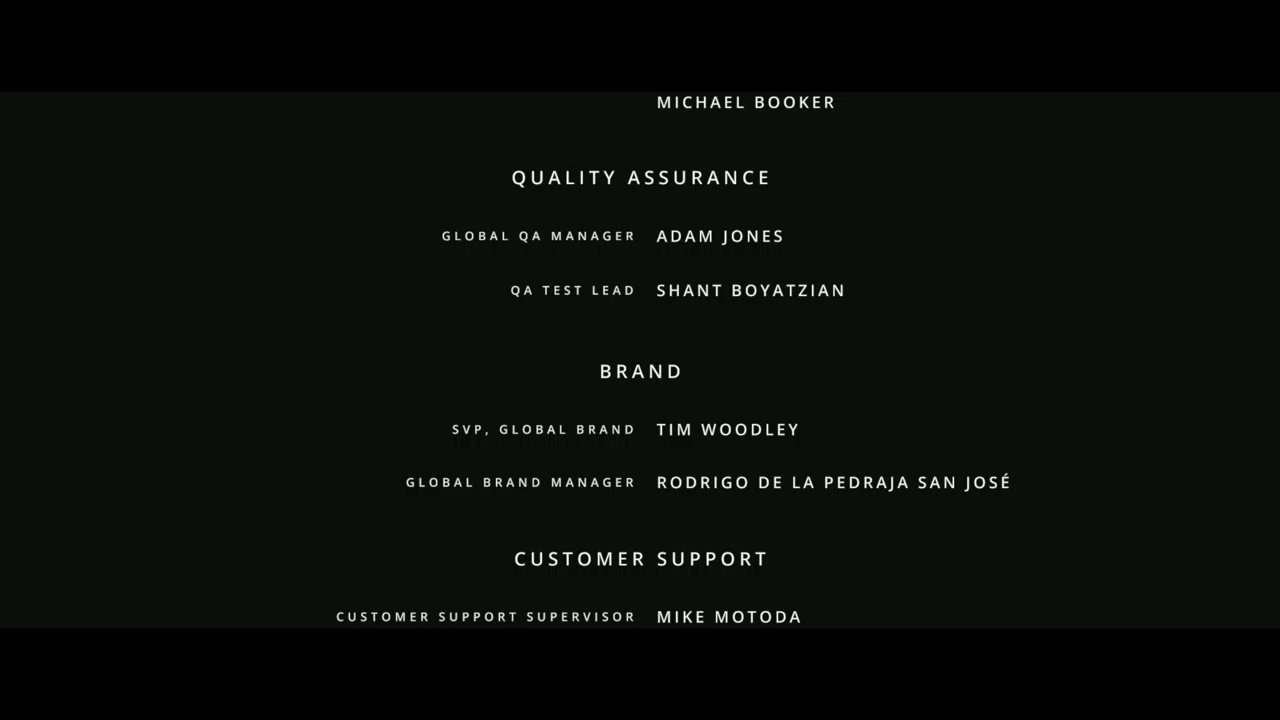 MICHAEL BOOKER
QUALITY ASSURANCE
GLOBAL QA MANAGER ADAM JONES
QA TEST LEAD SHANT BOYATZIAN
BRAND
SVP, GLOBAL BRAND TIM WOODLEY
GLOBAL BRAND MANAGER RODRIGO DE LA PEDRAJA SAN JOSÉ
CUSTOMER SUPPORT
CUSTOMER SUPPORT SUPERVISOR MIKE MOTODA